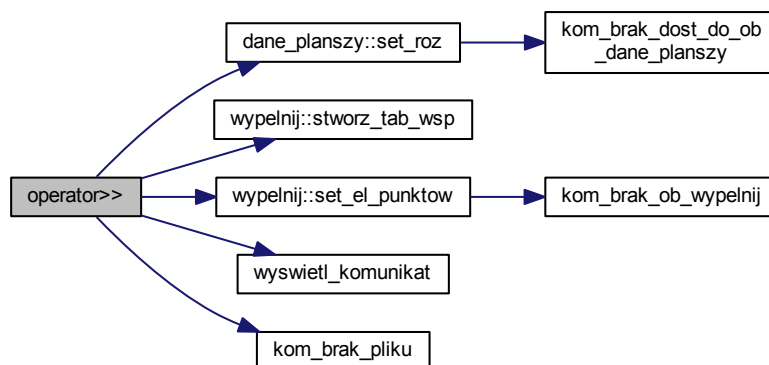 dane_planszy::set_roz
kom_brak_dost_do_ob
_dane_planszy
wypelnij::stworz_tab_wsp
operator>>
wypelnij::set_el_punktow
kom_brak_ob_wypelnij
wyswietl_komunikat
kom_brak_pliku